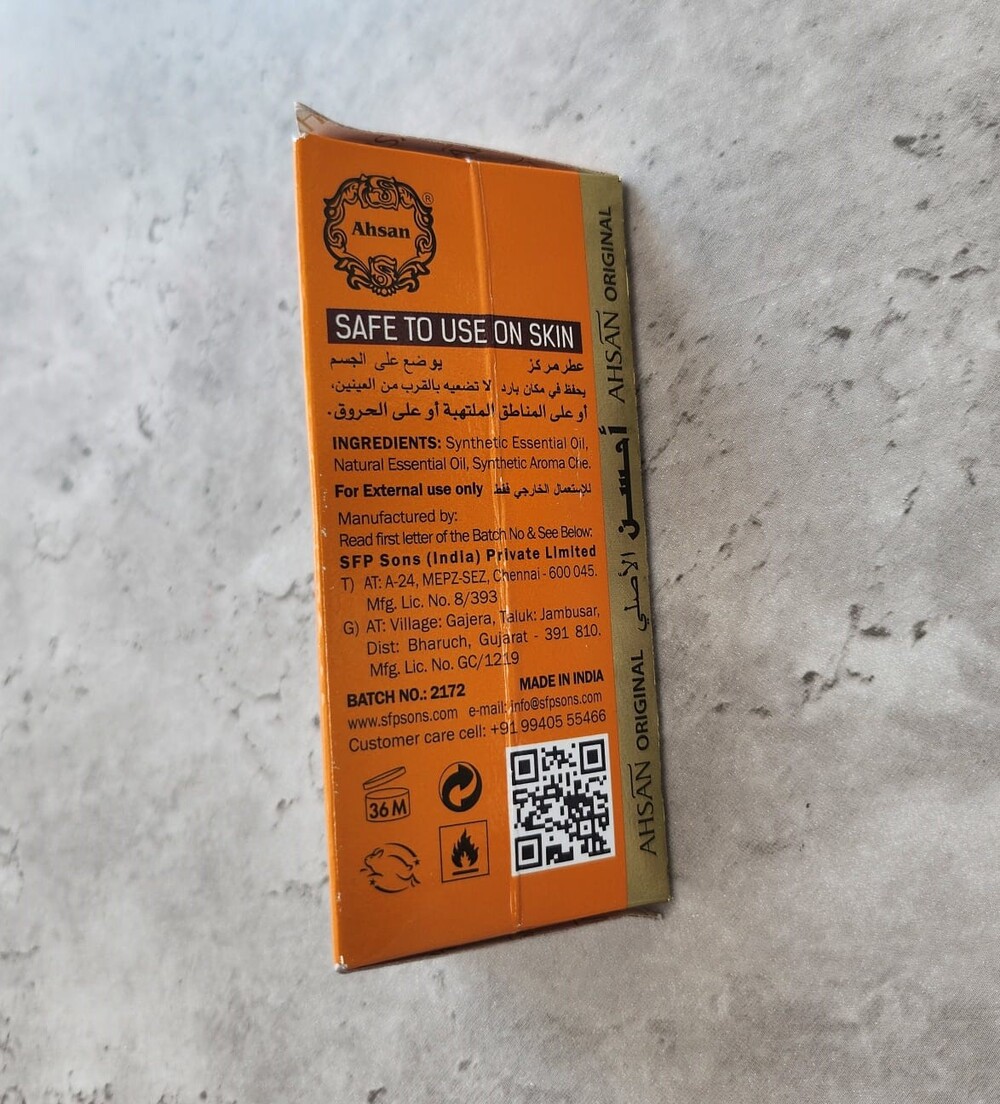 Ahsan ®
SAFE TO USE ON SKIN
عطر مركز يوضع على الجسم
يحفظ في مكان بارد لا تضعيه بالقرب من العينين،
أو على المناطق الملتهبة أو على الحروق.
INGREDIENTS: Synthetic Essential Oil,
Natural Essential Oil, Synthetic Aroma Che.
For External use only للإستعمال الخارجي فقط
Manufactured by:
Read first letter of the Batch No & See Below:
SFP Sons (India) Private Limited
T) AT: A-24, MEPZ-SEZ, Chennai - 600 045.
Mfg. Lic. No. 8/393
G) AT: Village: Gajera, Taluk: Jambusar,
Dist: Bharuch, Gujarat - 391 810.
Mfg. Lic. No. GC/1219
BATCH NO.: 2172 MADE IN INDIA
www.sfpsons.com e-mail: info@sfpsons.com
Customer care cell: +91 99405 55466
36 M
AHSAN ORIGINAL أحسن الأصلي AHSAN ORIGINAL